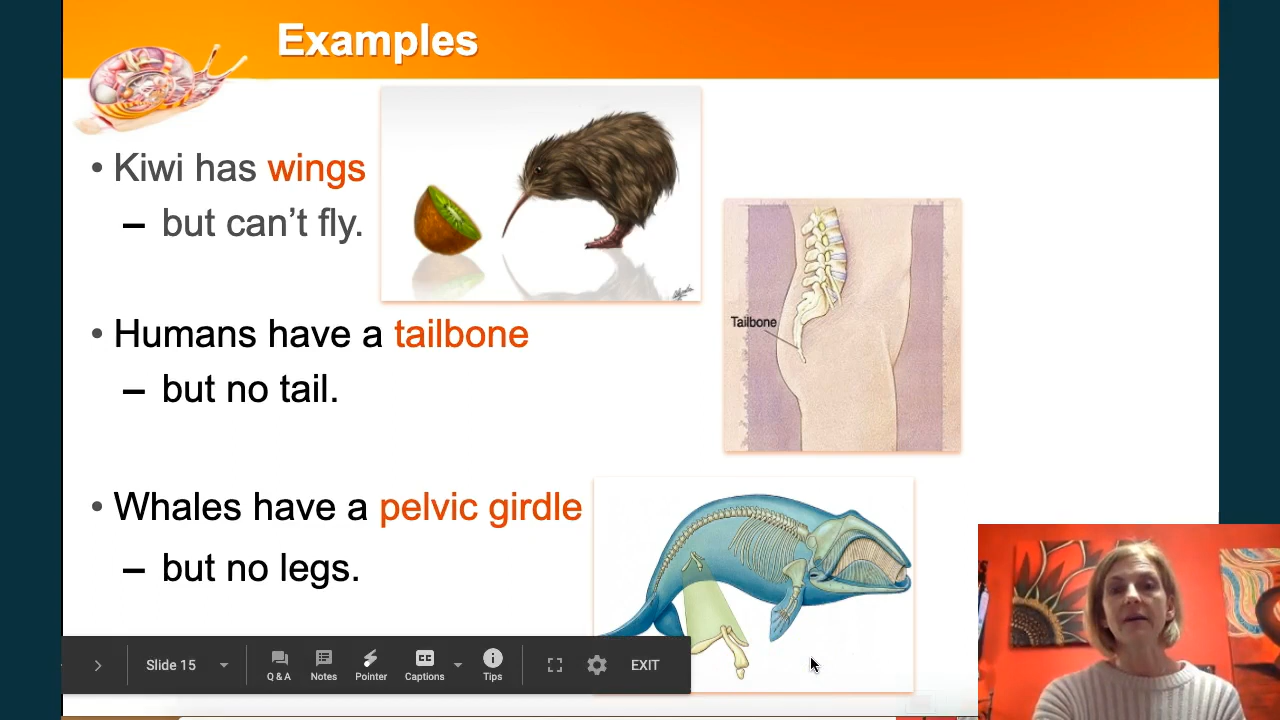 Examples
• Kiwi has wings
– but can’t fly.
• Humans have a tailbone
– but no tail.
Tailbone
• Whales have a pelvic girdle
– but no legs.
Slide 15
Q & A
Notes
Pointer
CC
Captions
Tips
EXIT